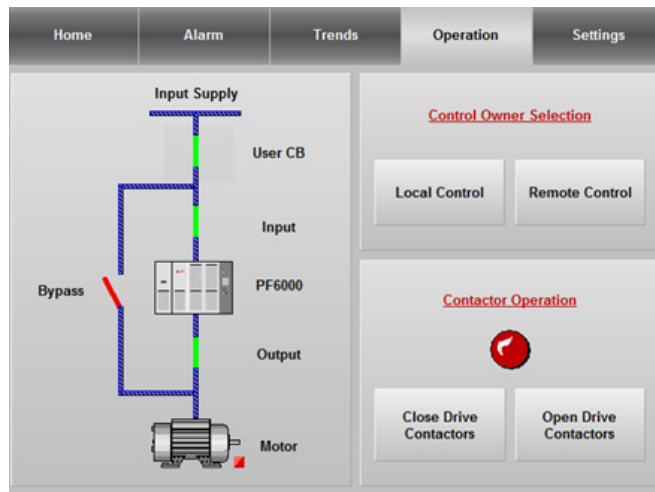 Home
Alarm
Trends
Operation
Settings
Input Supply
User CB
Input
Bypass
PF6000
Output
Motor
Control Owner Selection
Local Control
Remote Control
Contactor Operation
Close Drive
Contactors
Open Drive
Contactors